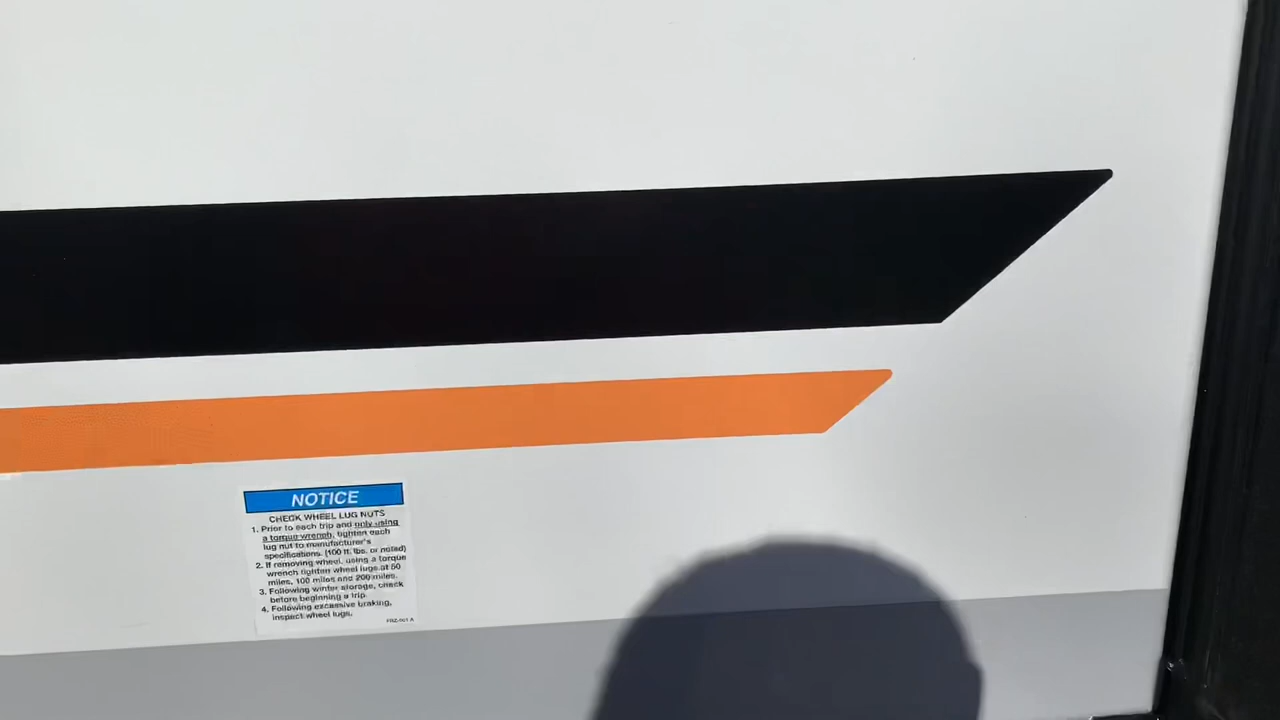 NOTICE
CHECK WHEEL LUG NUTS
1. Prior to each trip and only using
a torque wrench, tighten each
lug nut to manufacturer's
specifications. (100 ft. lbs. or noted)
2. If removing wheel, using a torque
wrench tighten wheel lugs at 50
miles, 100 miles and 200 miles.
3. Following winter storage, check
before beginning a trip.
4. Following excessive braking,
inspect wheel lugs.